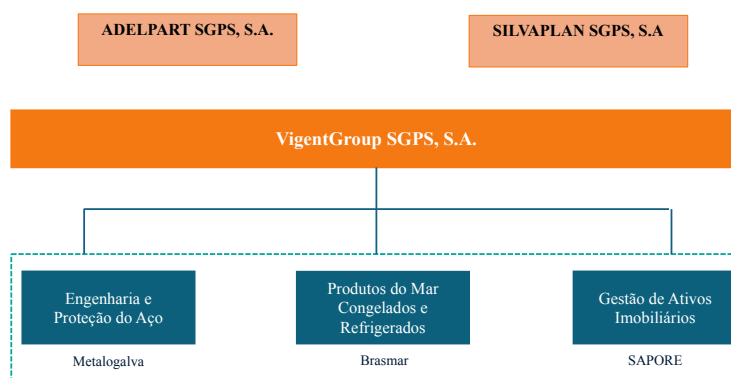 ADELPART SGPS, S.A.
SILVAPLAN SGPS, S.A
VigentGroup SGPS, S.A.
Engenharia e
Proteção do Aço
Produtos do Mar
Congelados e
Refrigerados
Gestão de Ativos
Imobiliários
Metalogalva
Brasmar
SAPORE